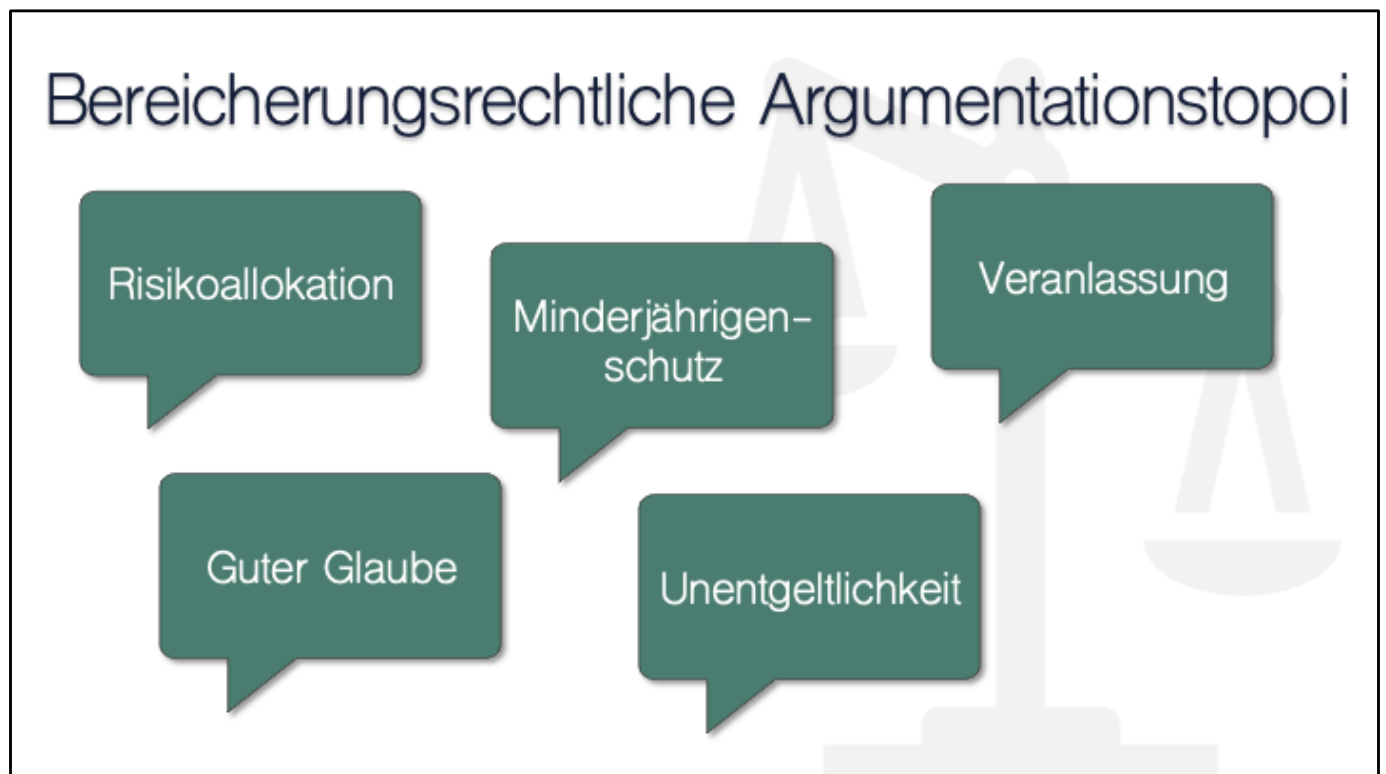 Bereicherungsrechtliche Argumentationstopoi
Risikoallokation
Minderjährigen-
schutz
Veranlassung
Guter Glaube
Unentgeltlichkeit